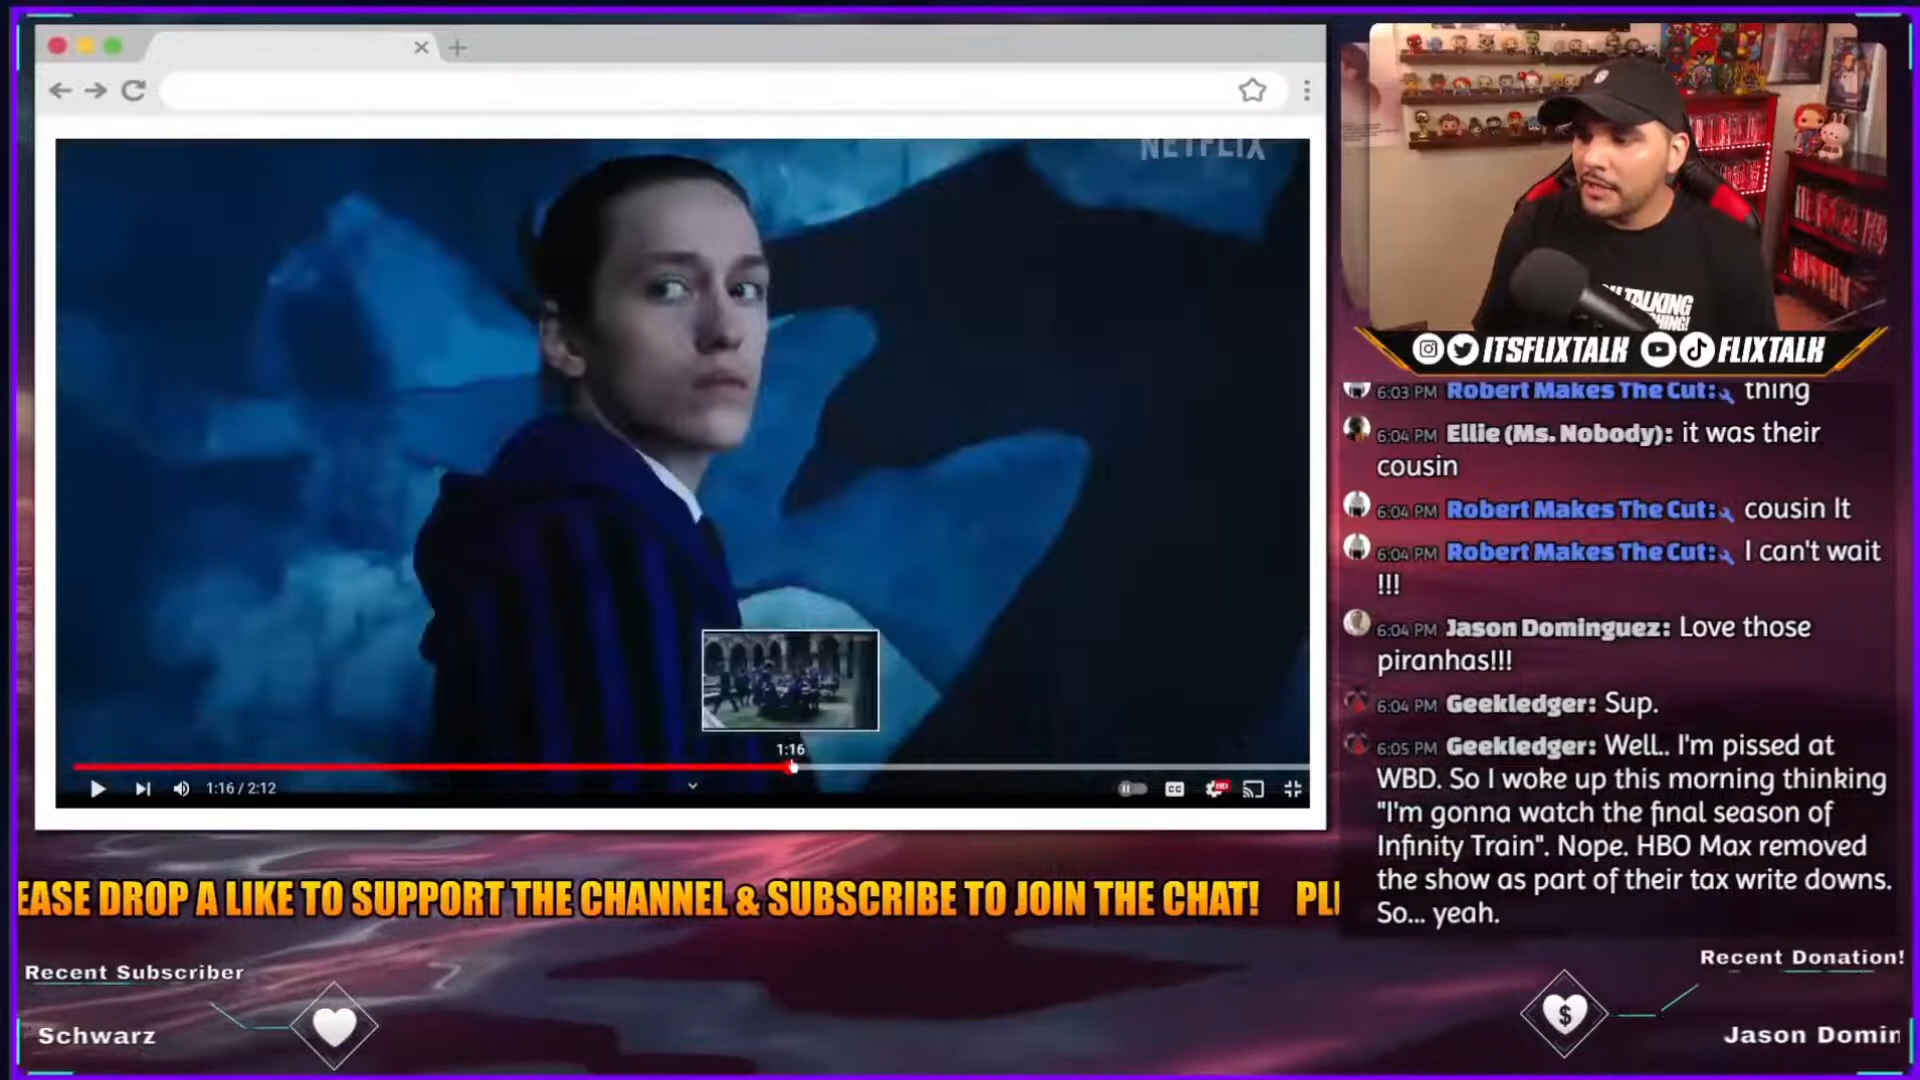 NETFLIX
1:16
1:16 / 2:12
CC
HD
TALKING
ITSFLIXTALK
FLIXTALK
6:03 PM Robert Makes The Cut: thing
6:04 PM Ellie (Ms. Nobody): it was their
cousin
6:04 PM Robert Makes The Cut: cousin It
6:04 PM Robert Makes The Cut: I can't wait
!!!
6:04 PM Jason Dominguez: Love those
piranhas!!!
6:04 PM Geekledger: Sup.
6:05 PM Geekledger: Well.. I'm pissed at
WBD. So I woke up this morning thinking
"I'm gonna watch the final season of
Infinity Train". Nope. HBO Max removed
the show as part of their tax write downs.
So... yeah.
EASE DROP A LIKE TO SUPPORT THE CHANNEL & SUBSCRIBE TO JOIN THE CHAT! PLI
Recent Subscriber
Schwarz
Recent Donation!
$
Jason Domin